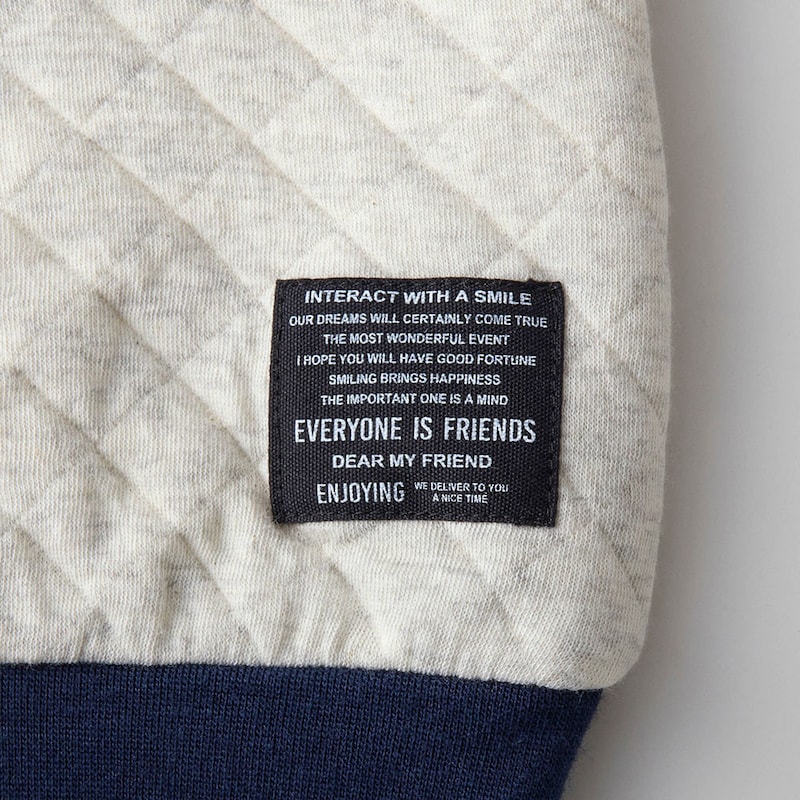 INTERACT WITH A SMILE
OUR DREAMS WILL CERTAINLY COME TRUE
THE MOST WONDERFUL EVENT
I HOPE YOU WILL HAVE GOOD FORTUNE
SMILING BRINGS HAPPINESS
THE IMPORTANT ONE IS A MIND
EVERYONE IS FRIENDS
DEAR MY FRIEND
ENJOYING
WE DELIVER TO YOU
A NICE TIME